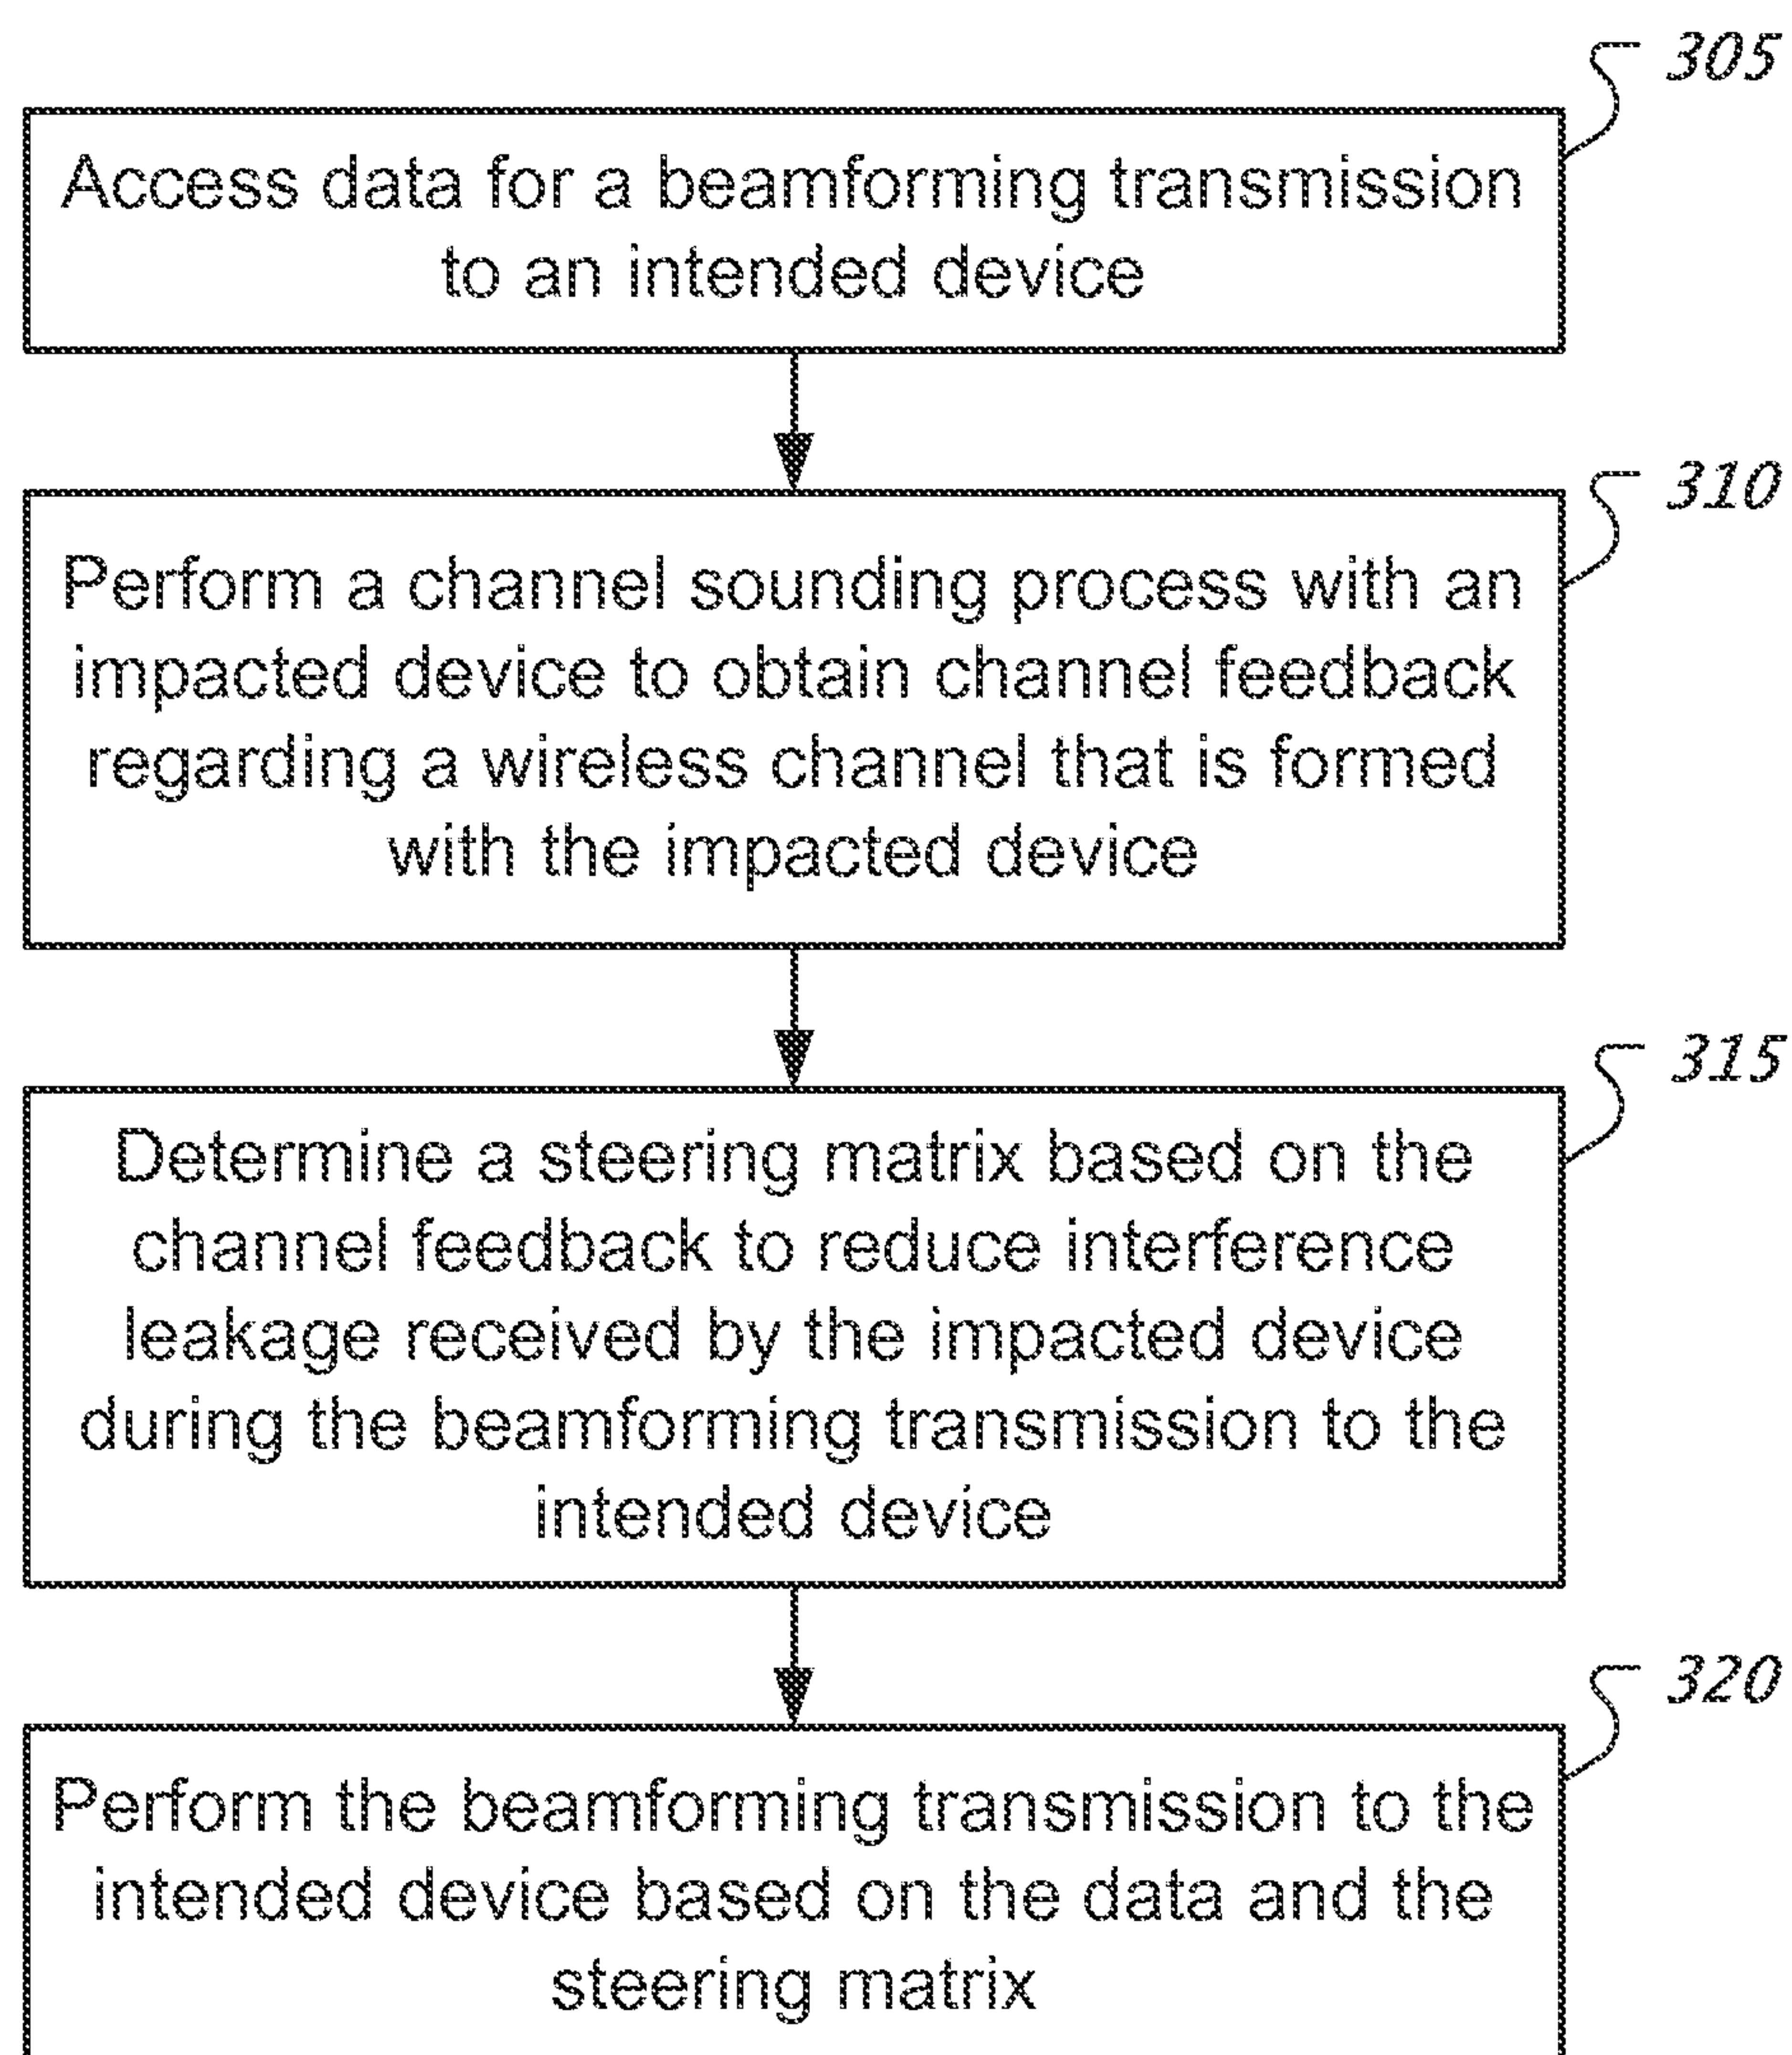 305
Access data for a beamforming transmission
to an intended device
310
Perform a channel sounding process with an
impacted device to obtain channel feedback
regarding a wireless channel that is formed
with the impacted device
315
Determine a steering matrix based on the
channel feedback to reduce interference
leakage received by the impacted device
during the beamforming transmission to the
intended device
320
Perform the beamforming transmission to the
intended device based on the data and the
steering matrix